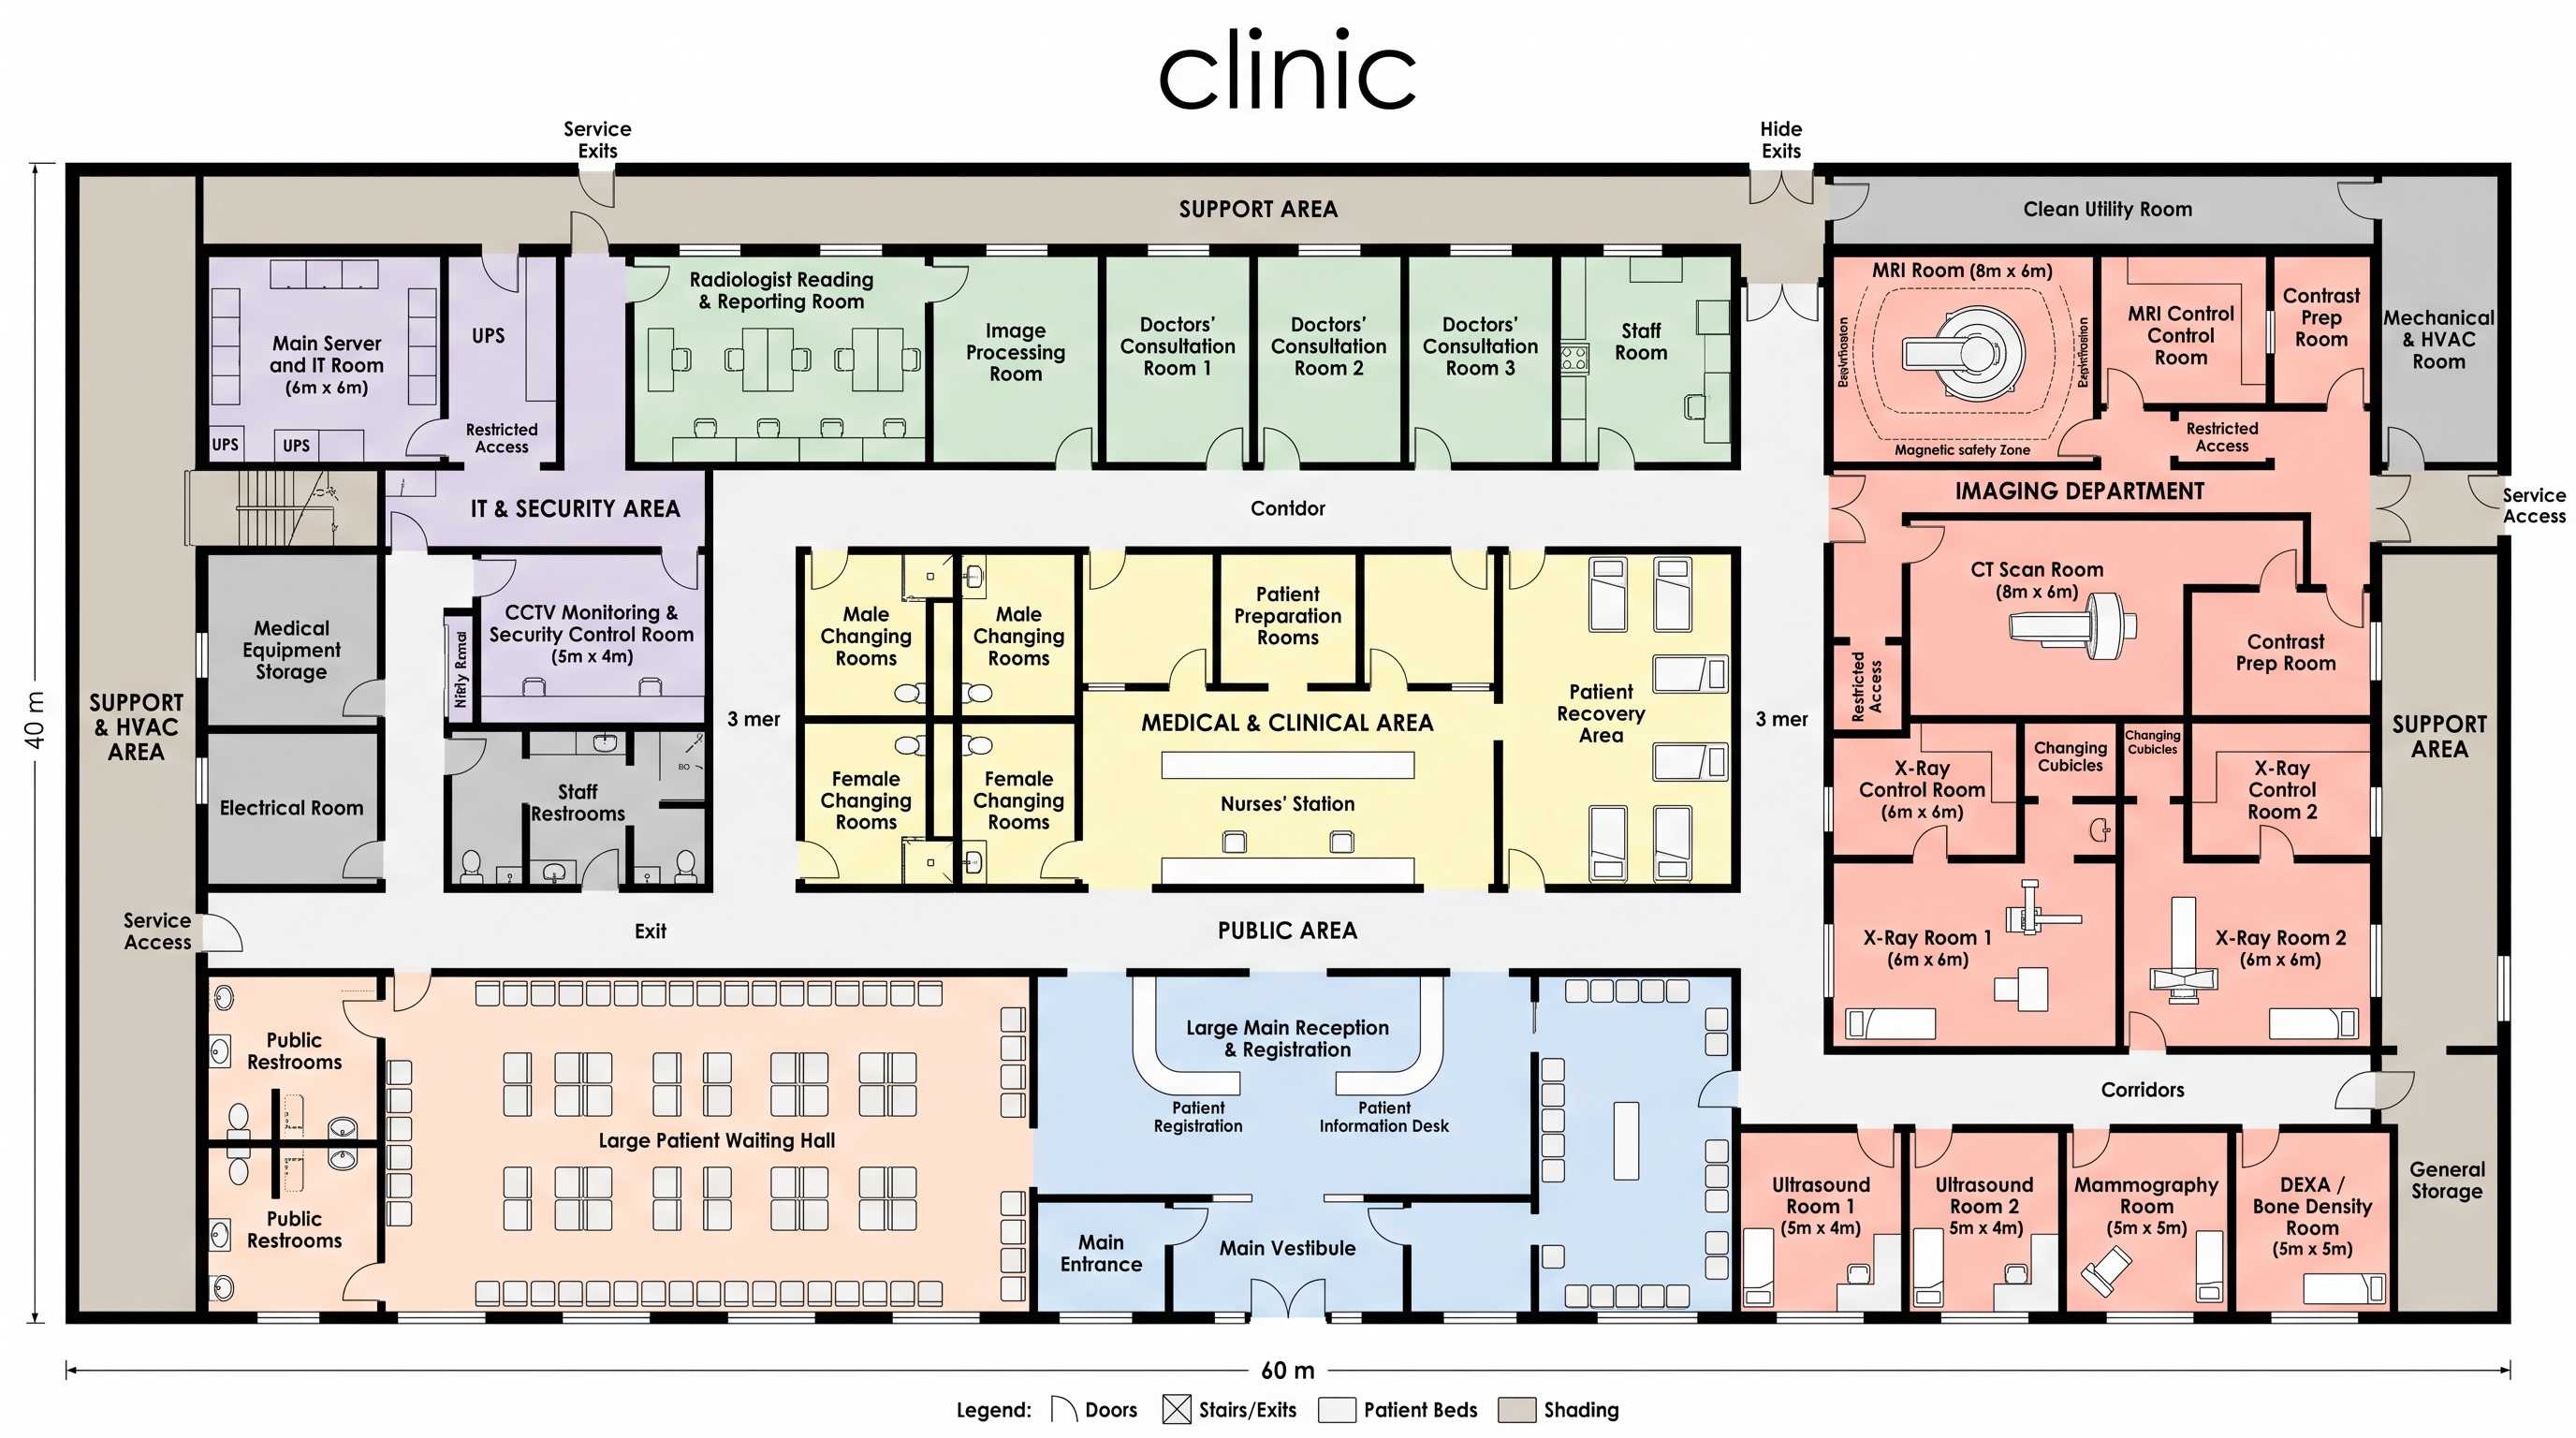 clinic
Service
Exits
Hide
Exits
SUPPORT AREA
Clean Utility Room
Main Server
and IT Room
(6m x 6m)
UPS
UPS
UPS
Restricted
Access
Radiologist Reading
& Reporting Room
Image
Processing
Room
Doctors'
Consultation
Room 1
Doctors'
Consultation
Room 2
Doctors'
Consultation
Room 3
Staff
Room
MRI Room (8m x 6m)
Magnetic safety Zone
MRI Control
Control
Room
Contrast
Prep
Room
Restricted
Access
Mechanical
& HVAC
Room
IT & SECURITY AREA
Contdor
IMAGING DEPARTMENT
Service
Access
Medical
Equipment
Storage
CCTV Monitoring &
Security Control Room
(5m x 4m)
Male
Changing
Rooms
Male
Changing
Rooms
Patient
Preparation
Rooms
Patient
Recovery
Area
CT Scan Room
(8m x 6m)
Contrast
Prep Room
Restricted
Access
SUPPORT
& HVAC
AREA
40 m
3 mer
MEDICAL & CLINICAL AREA
3 mer
SUPPORT
AREA
Electrical Room
Staff
Restrooms
BO
Female
Changing
Rooms
Female
Changing
Rooms
Nurses' Station
X-Ray
Control Room
(6m x 6m)
Changing
Cubicles
Changing
Cubicles
X-Ray
Control
Room 2
Service
Access
Exit
PUBLIC AREA
X-Ray Room 1
(6m x 6m)
X-Ray Room 2
(6m x 6m)
Public
Restrooms
Large Main Reception
& Registration
Patient
Registration
Patient
Information Desk
Corridors
Large Patient Waiting Hall
Public
Restrooms
Main
Entrance
Main Vestibule
Ultrasound
Room 1
(5m x 4m)
Ultrasound
Room 2
5m x 4m)
Mammography
Room
(5m x 5m)
DEXA /
Bone Density
Room
(5m x 5m)
General
Storage
60 m
Legend:
Doors
Stairs/Exits
Patient Beds
Shading